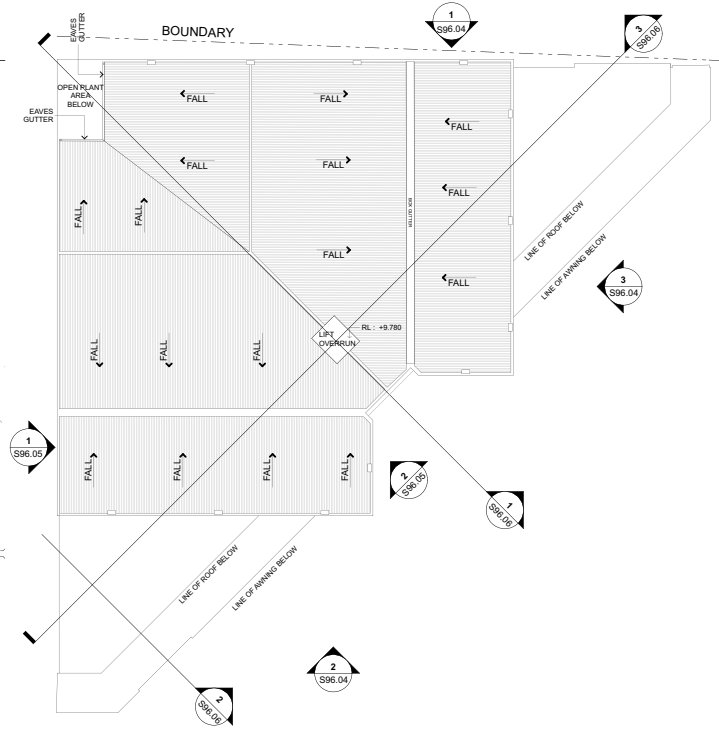 EAVES
GUTTER
BOUNDARY
1
S96.04
3
S96.06
OPEN PLANT
AREA
BELOW
EAVES
GUTTER
FALL
FALL
FALL
FALL
FALL
FALL
FALL
FALL
FALL
FALL
BOX GUTTER
LINE OF ROOF BELOW
LINE OF AWNING BELOW
3
S96.04
LIFT
OVERRUN
RL : +9.780
FALL
FALL
FALL
1
S96.05
FALL
FALL
FALL
FALL
2
S96.05
1
S96.06
LINE OF ROOF BELOW
LINE OF AWNING BELOW
2
S96.04
2
S96.06